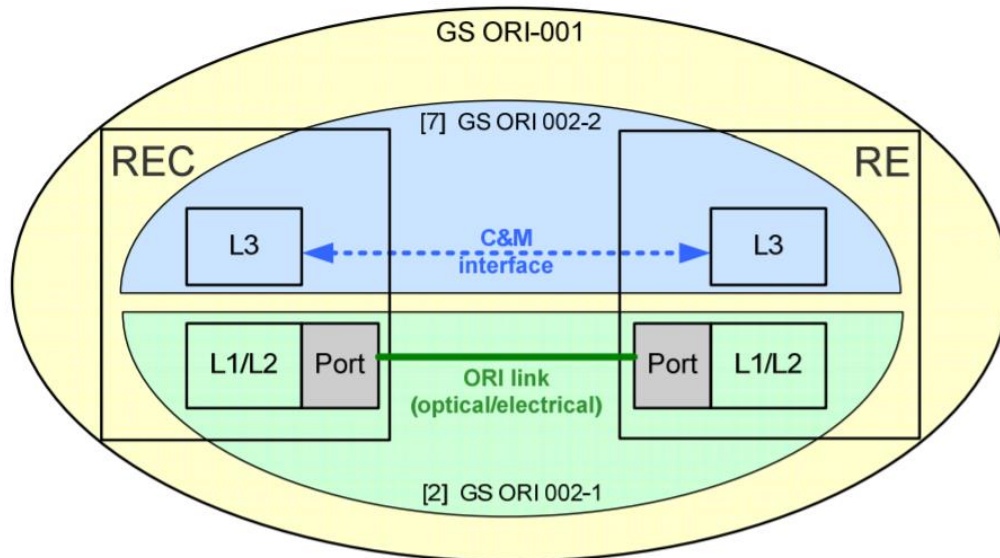 GS ORI-001
[7] GS ORI 002-2
REC
RE
L3
C&M
interface
L3
L1/L2
Port
ORI link
(optical/electrical)
Port
L1/L2
[2] GS ORI 002-1